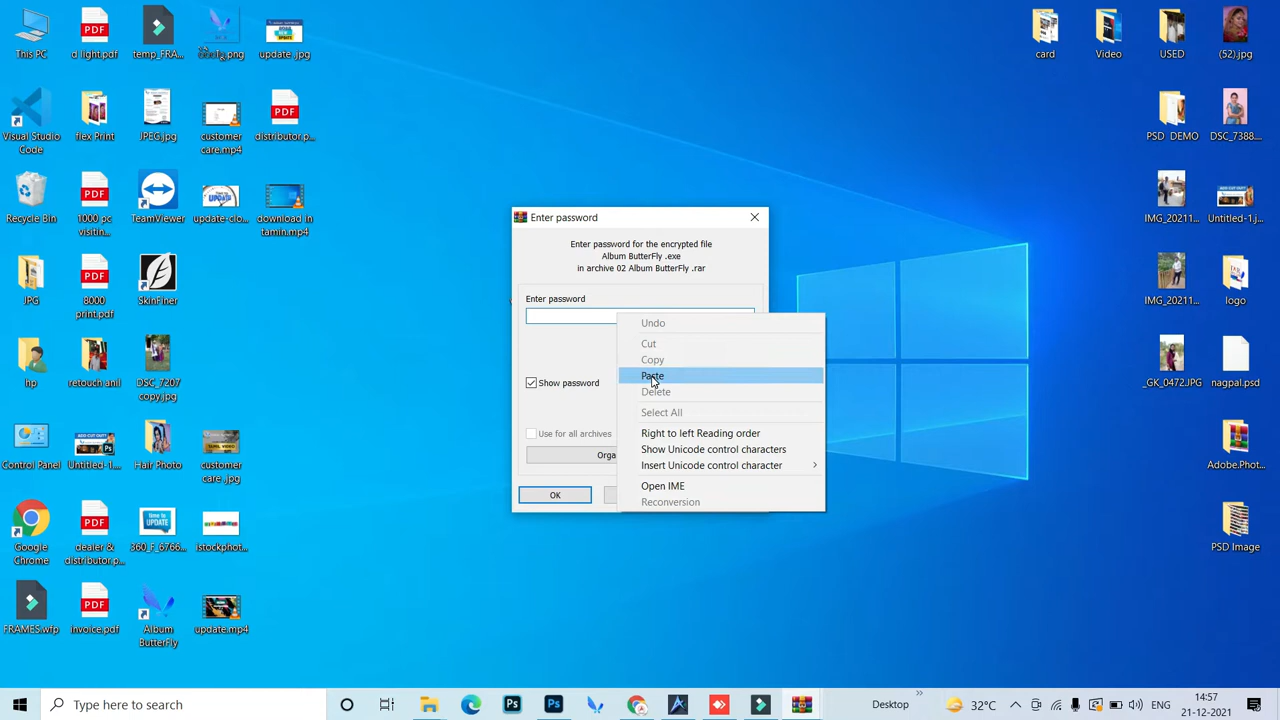 This PC
d light.pdf
temp_FRA...
update .jpg
card
Video
USED
(52).jpg
Visual Studio
Code
flex Print
JPEG.jpg
customer
care.mp4
distributor.p...
PSD_DEMO
DSC_7388....
Recycle Bin
1000 pc
visitin...
TeamViewer
update-clo...
download in
tamin.mp4
IMG_20211...
Untitled-1.j...
JPG
8000
print.pdf
SkinFiner
IMG_20211...
logo
hp
retouch anil
DSC_7207
copy.jpg
_GK_0472.JPG
nagpal.psd
Control Panel
Untitled-1....
Hair Photo
customer
care .jpg
Adobe.Phot...
Google
Chrome
dealer &
distributor.p...
360_F_6766...
istockphot...
PSD Image
FRAMES.wfp
invoice.pdf
Album
ButterFly
update.mp4
Enter password
Enter password for the encrypted file
Album ButterFly .exe
in archive 02 Album ButterFly .rar
Enter password
Show password
Use for all archives
Orga
OK
Undo
Cut
Copy
Paste
Delete
Select All
Right to left Reading order
Show Unicode control characters
Insert Unicode control character
Open IME
Reconversion
Type here to search
Desktop
32°C
ENG
14:57
21-12-2021